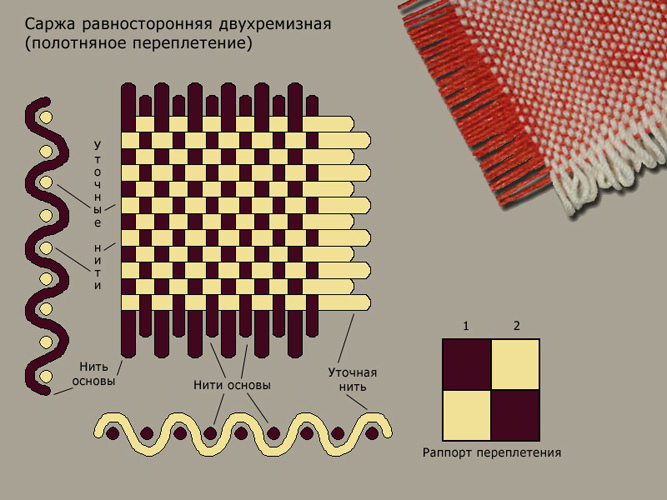 Саржа равносторонняя двухремизная
(полотняное переплетение)
Уточные нити
Нить
основы
Нити основы
Уточная
нить
1 2
Раппорт переплетения